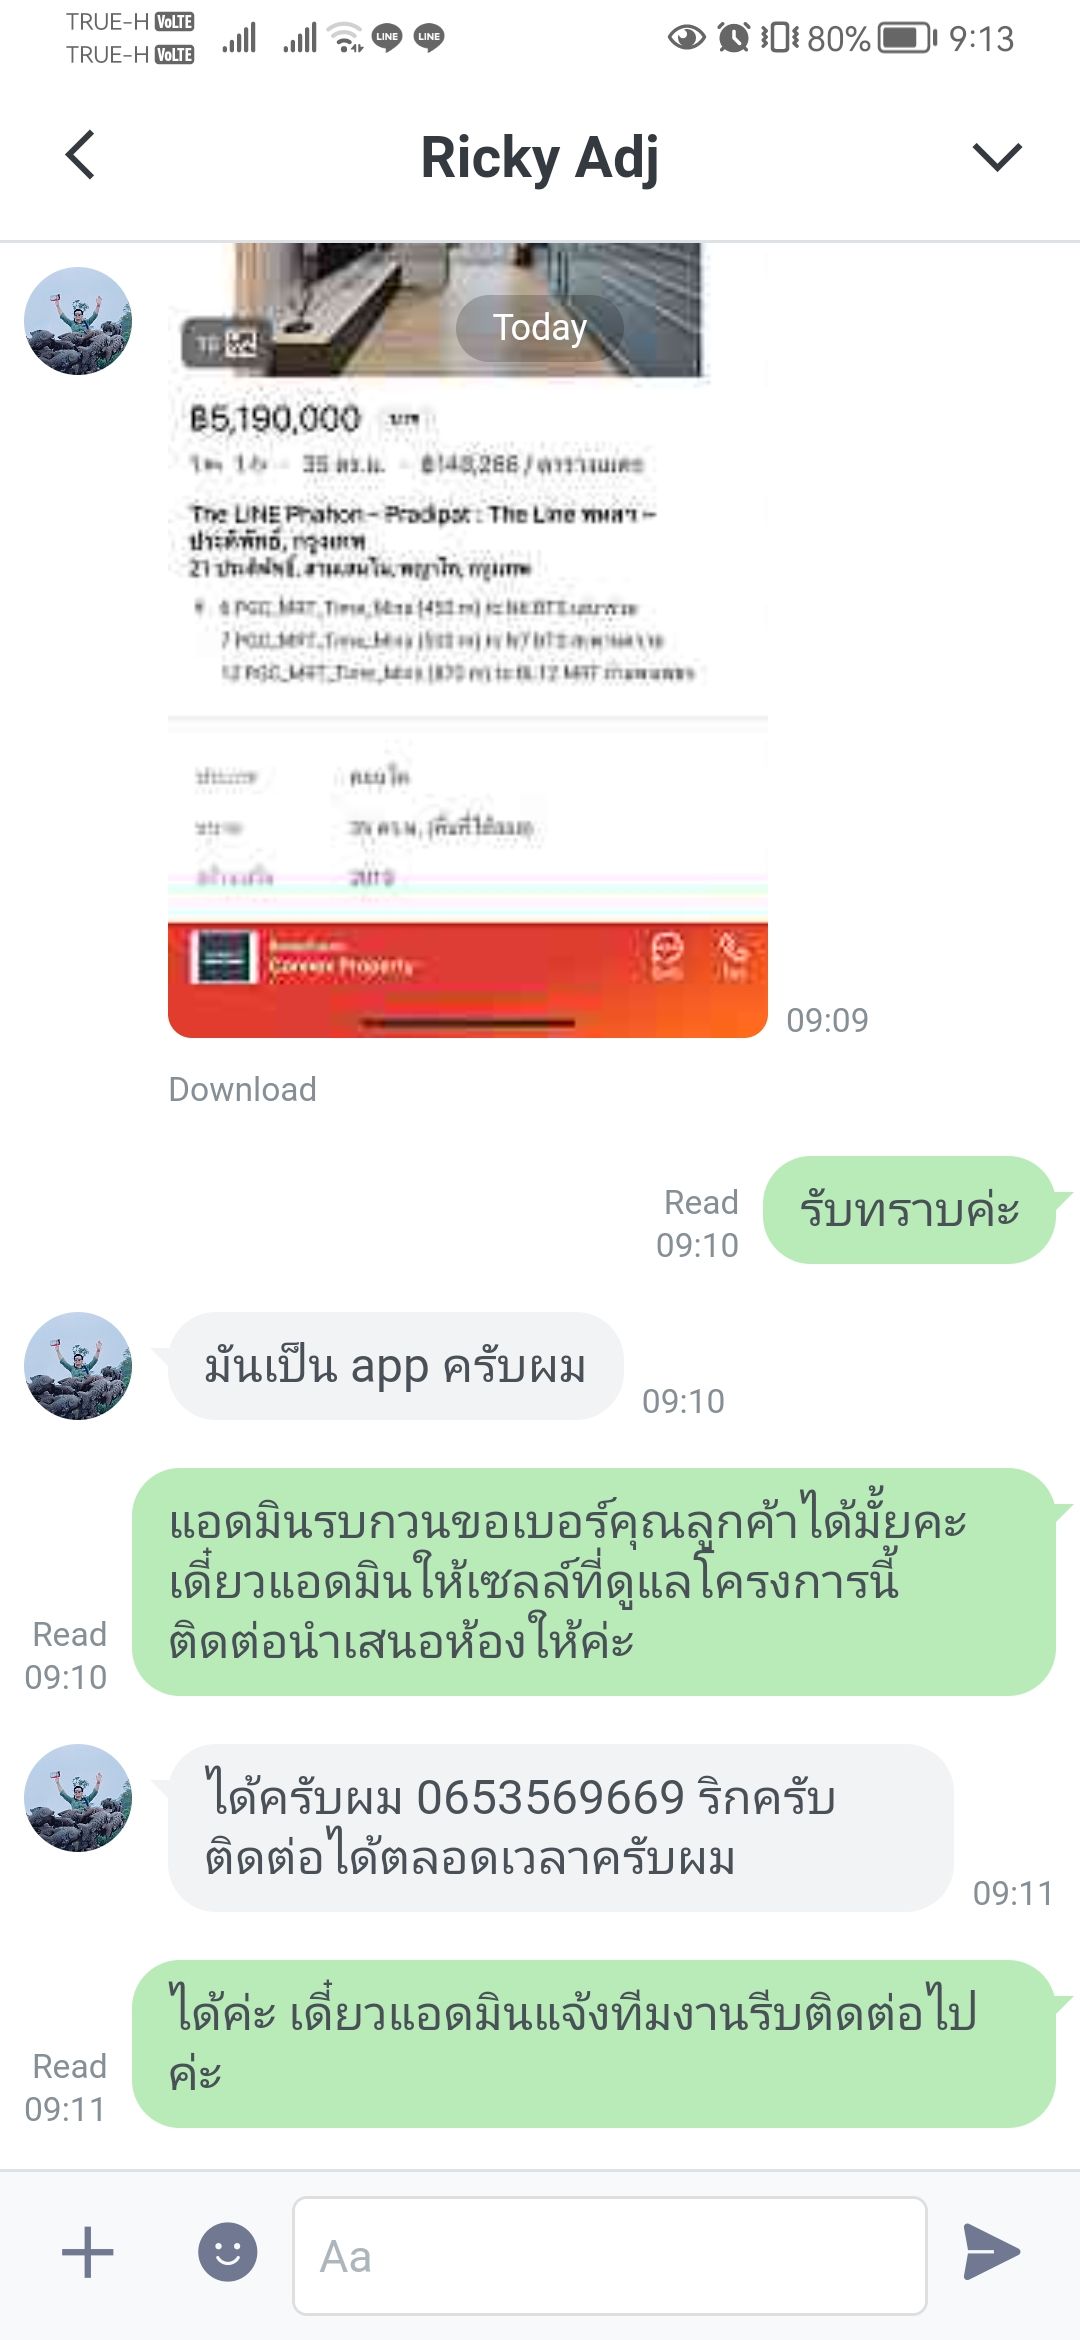 TRUE-H VoLTE
TRUE-H VoLTE
LINE LINE
80% 9:13
Ricky Adj
Today
฿5,190,000
35 ตร.ม.
The LINE Phahon - Pradipat : The Line พหลฯ -
ประดิพัทธ์, กรุงเทพ
21 ประดิพัทธ์, สามเสนใน, พญาไท, กรุงเทพ
คอนโด
2019
Connex Property
09:09
Download
รับทราบค่ะ
Read
09:10
มันเป็น app ครับผม
09:10
แอดมินรบกวนขอเบอร์คุณลูกค้าได้มั้ยคะ
เดี๋ยวแอดมินให้เซลล์ที่ดูแลโครงการนี้
ติดต่อนำเสนอห้องให้ค่ะ
Read
09:10
ได้ครับผม 0653569669 ริกครับ
ติดต่อได้ตลอดเวลาครับผม
09:11
ได้ค่ะ เดี๋ยวแอดมินแจ้งทีมงานรีบติดต่อไป
ค่ะ
Read
09:11
Aa